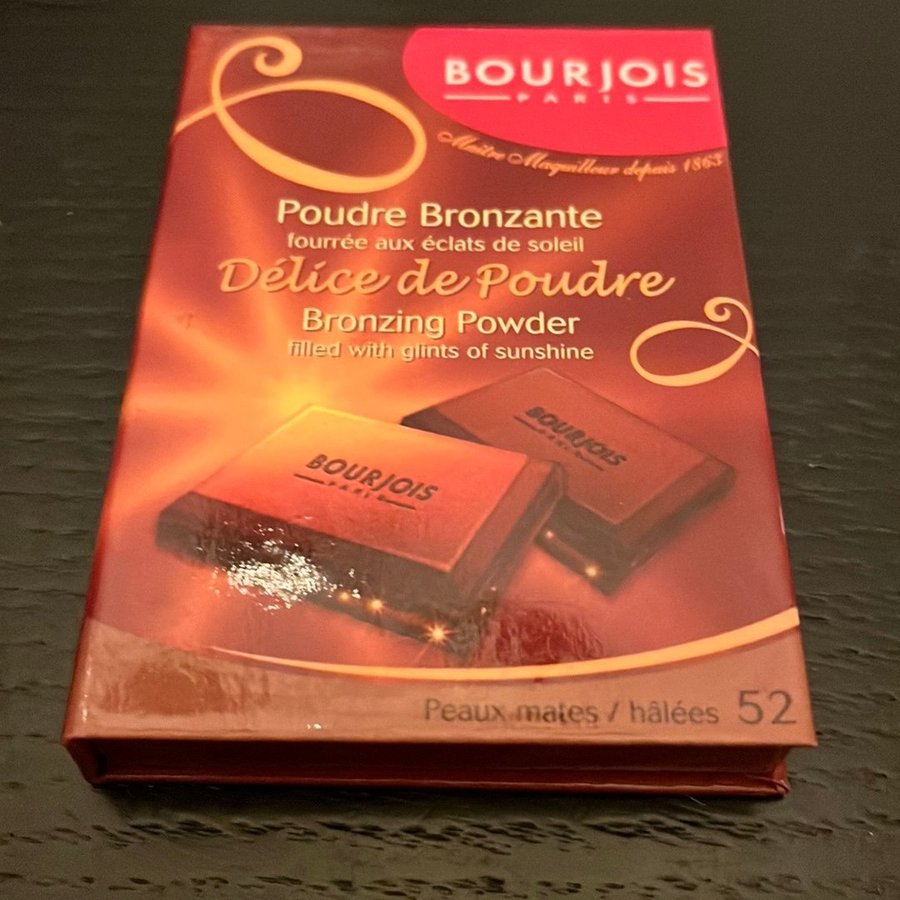 BOURJOIS
PARIS
Maître Maquilleur depuis 1863
Poudre Bronzante
fourrée aux éclats de soleil
Délice de Poudre
Bronzing Powder
filled with glints of sunshine
BOURJOIS
PARIS
BOURJOIS
PARIS
Peaux mates / hâlées 52